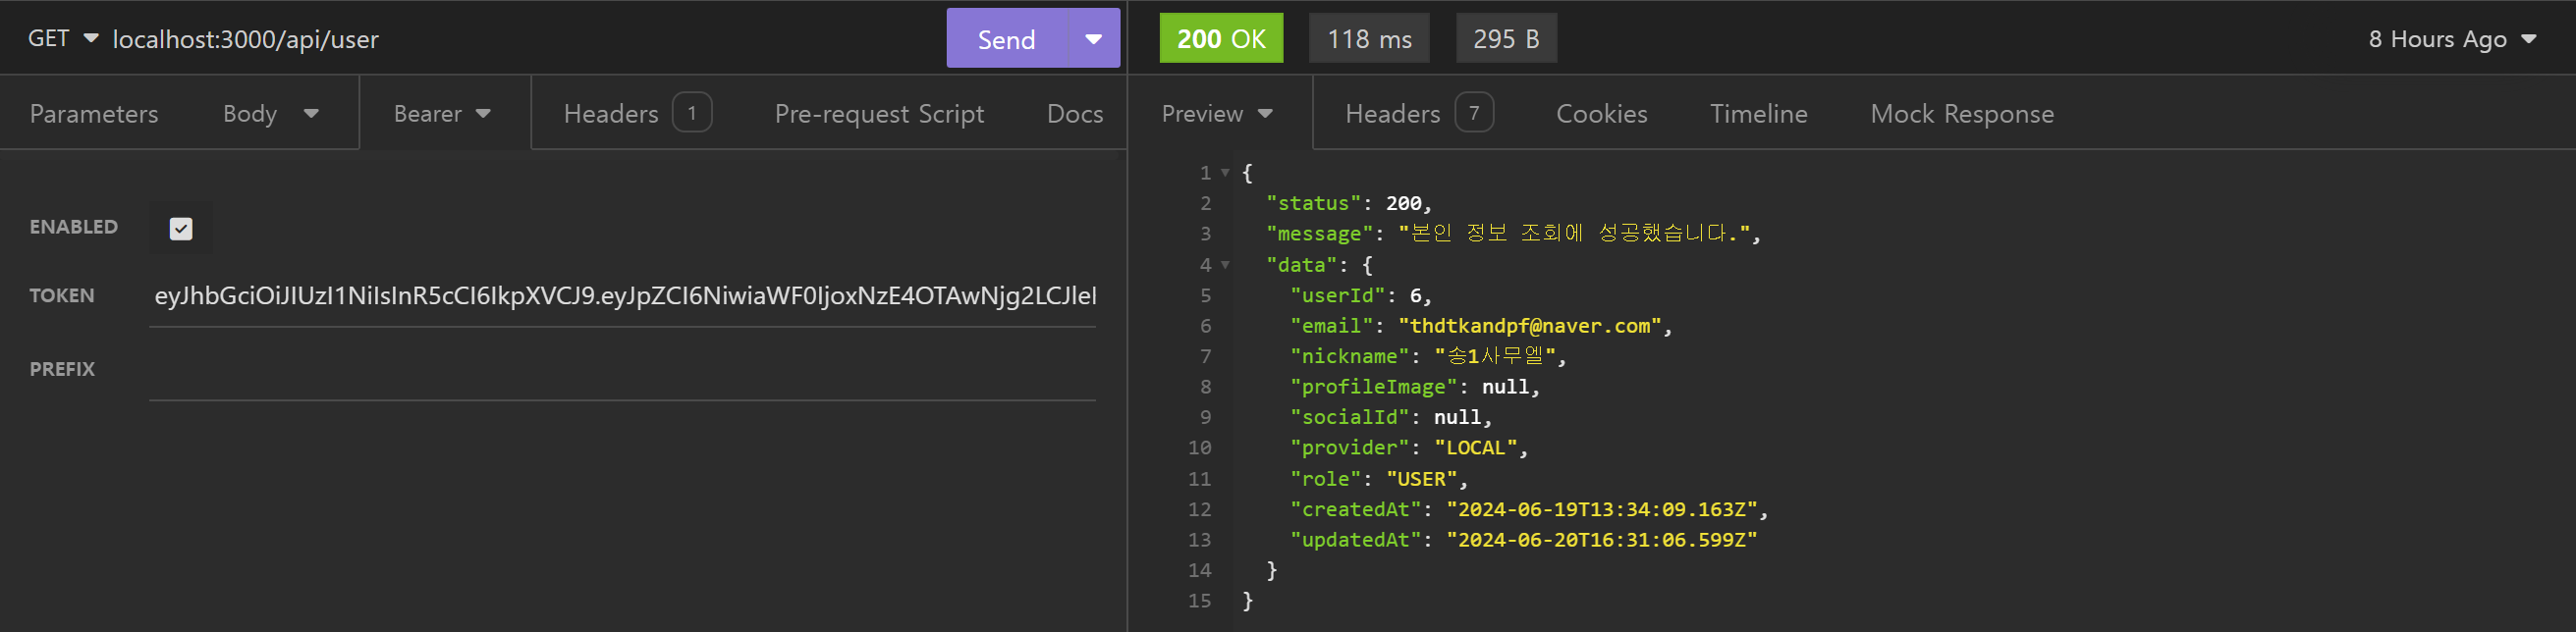 GET localhost:3000/api/user Send
200 OK 118 ms 295 B 8 Hours Ago
Parameters Body Bearer Headers 1 Pre-request Script Docs
Preview Headers 7 Cookies Timeline Mock Response
ENABLED
TOKEN eyJhbGciOiJIUzI1NiIsInR5cCI6IkpXVCJ9.eyJpZCI6NiwiaWF0IjoxNzE4OTAwNjg2LCJleI
PREFIX
1 {
2 "status": 200,
3 "message": "본인 정보 조회에 성공했습니다.",
4 "data": {
5 "userId": 6,
6 "email": "thdtkandpf@naver.com",
7 "nickname": "송1사무엘",
8 "profileImage": null,
9 "socialId": null,
10 "provider": "LOCAL",
11 "role": "USER",
12 "createdAt": "2024-06-19T13:34:09.163Z",
13 "updatedAt": "2024-06-20T16:31:06.599Z"
14 }
15 }